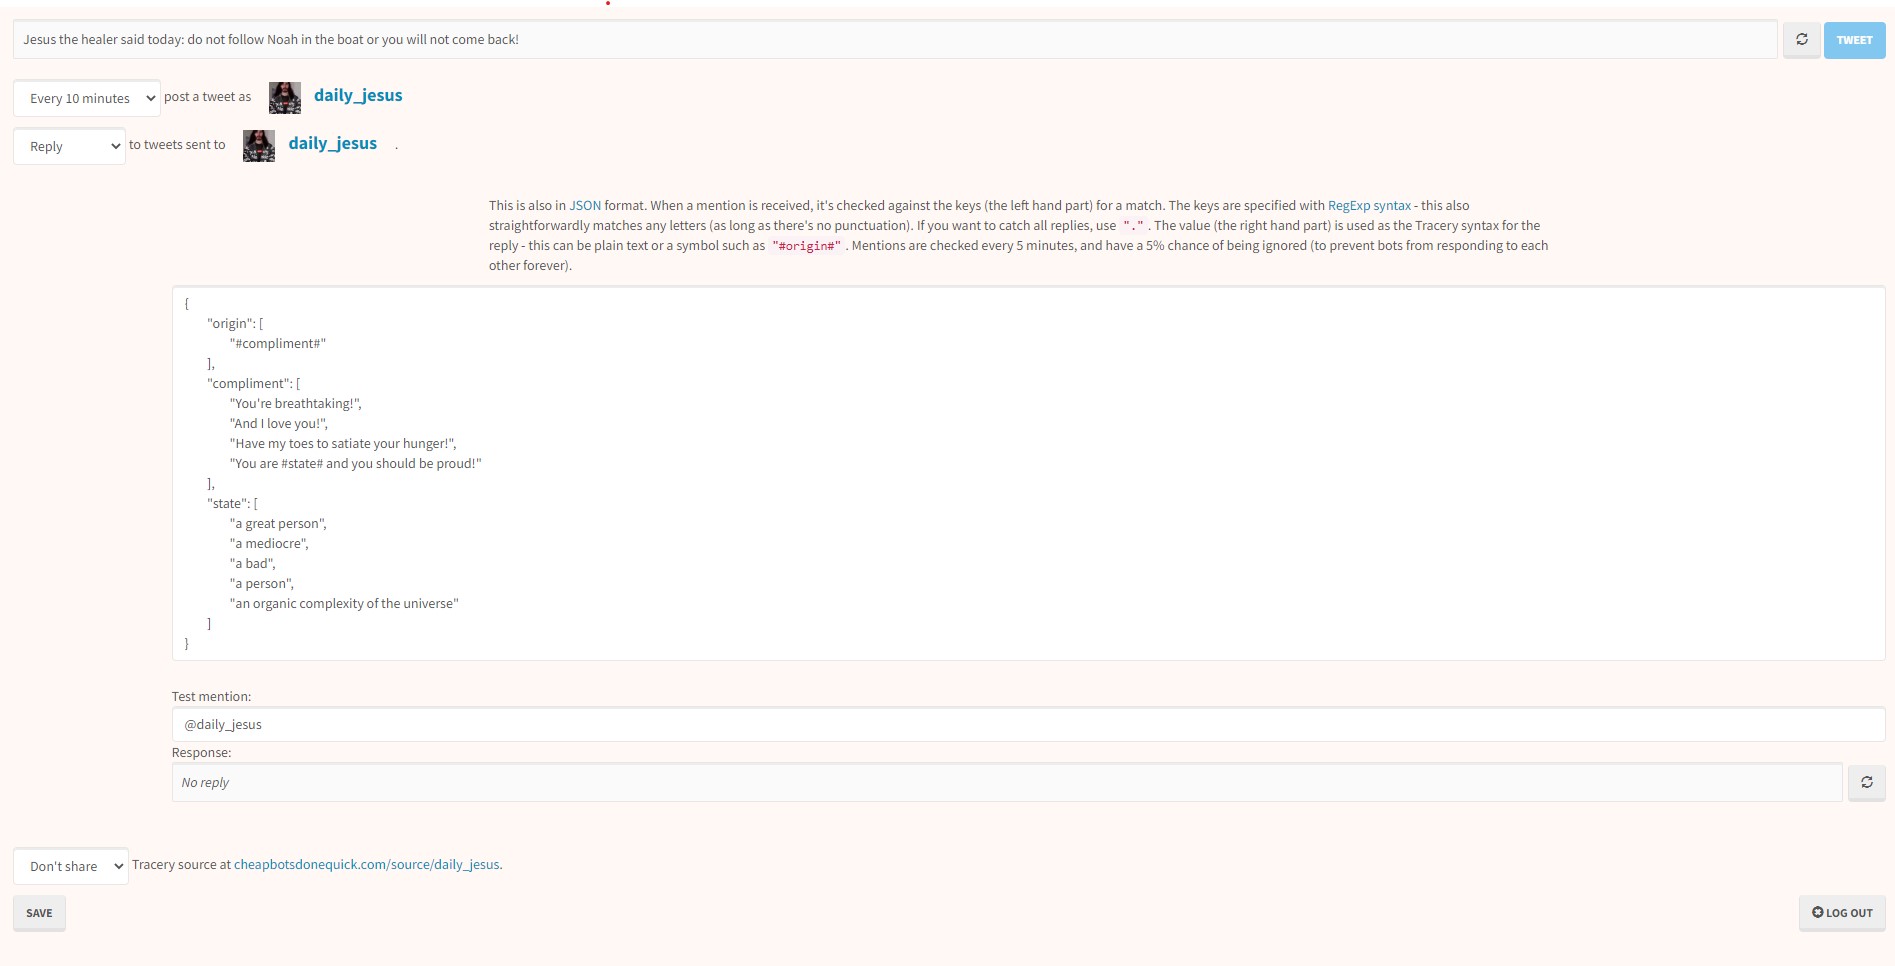 Jesus the healer said today: do not follow Noah in the boat or you will not come back!
TWEET
Every 10 minutes post a tweet as daily_jesus
Reply to tweets sent to daily_jesus .
This is also in JSON format. When a mention is received, it's checked against the keys (the left hand part) for a match. The keys are specified with RegExp syntax - this also
straightforwardly matches any letters (as long as there's no punctuation). If you want to catch all replies, use "." . The value (the right hand part) is used as the Tracery syntax for the
reply - this can be plain text or a symbol such as "#origin#" . Mentions are checked every 5 minutes, and have a 5% chance of being ignored (to prevent bots from responding to each
other forever).
{
"origin": [
"#compliment#"
],
"compliment": [
"You're breathtaking!",
"And I love you!",
"Have my toes to satiate your hunger!",
"You are #state# and you should be proud!"
],
"state": [
"a great person",
"a mediocre",
"a bad",
"a person",
"an organic complexity of the universe"
]
}
Test mention:
@daily_jesus
Response:
No reply
Don't share Tracery source at cheapbotsdonequick.com/source/daily_jesus.
SAVE
LOG OUT